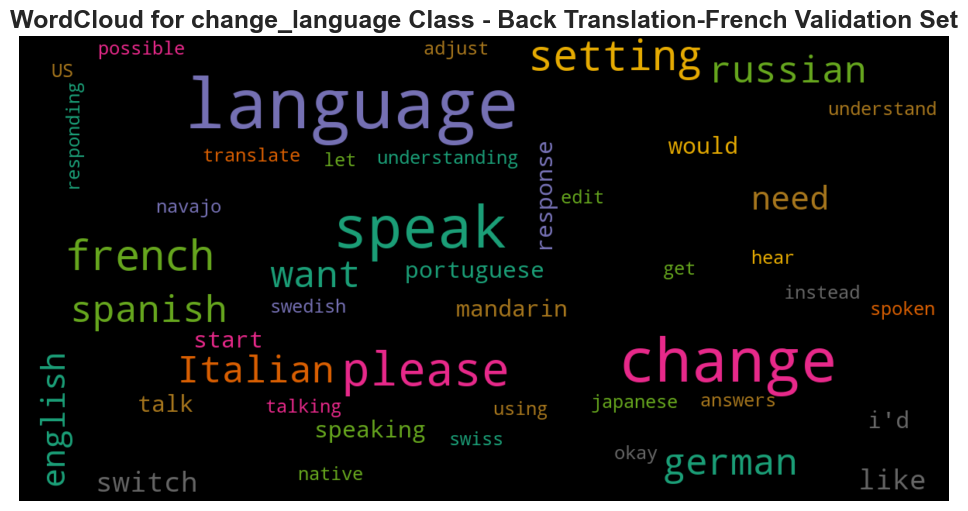 WordCloud for change_language Class - Back Translation-French Validation Set
possible
adjust
setting
russian
US
responding
language
understand
translate
let
understanding
response
would
navajo
edit
need
speak
french
want
portuguese
get
hear
instead
spanish
swedish
mandarin
spoken
start
Italian
please
change
english
talk
talking
using
japanese
answers
i'd
speaking
swiss
okay
german
switch
native
like